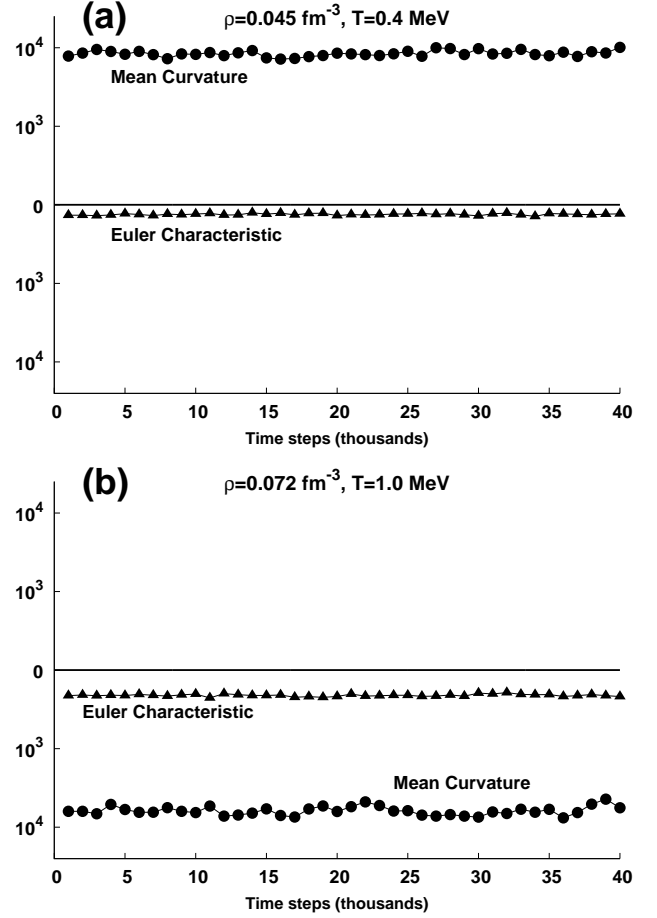 (a) ρ=0.045 fm⁻³, T=0.4 MeV
10⁴
Mean Curvature
10³
0
Euler Characteristic
10³
10⁴
0 5 10 15 20 25 30 35 40
Time steps (thousands)
(b) ρ=0.072 fm⁻³, T=1.0 MeV
10⁴
10³
0
Euler Characteristic
10³
Mean Curvature
10⁴
0 5 10 15 20 25 30 35 40
Time steps (thousands)